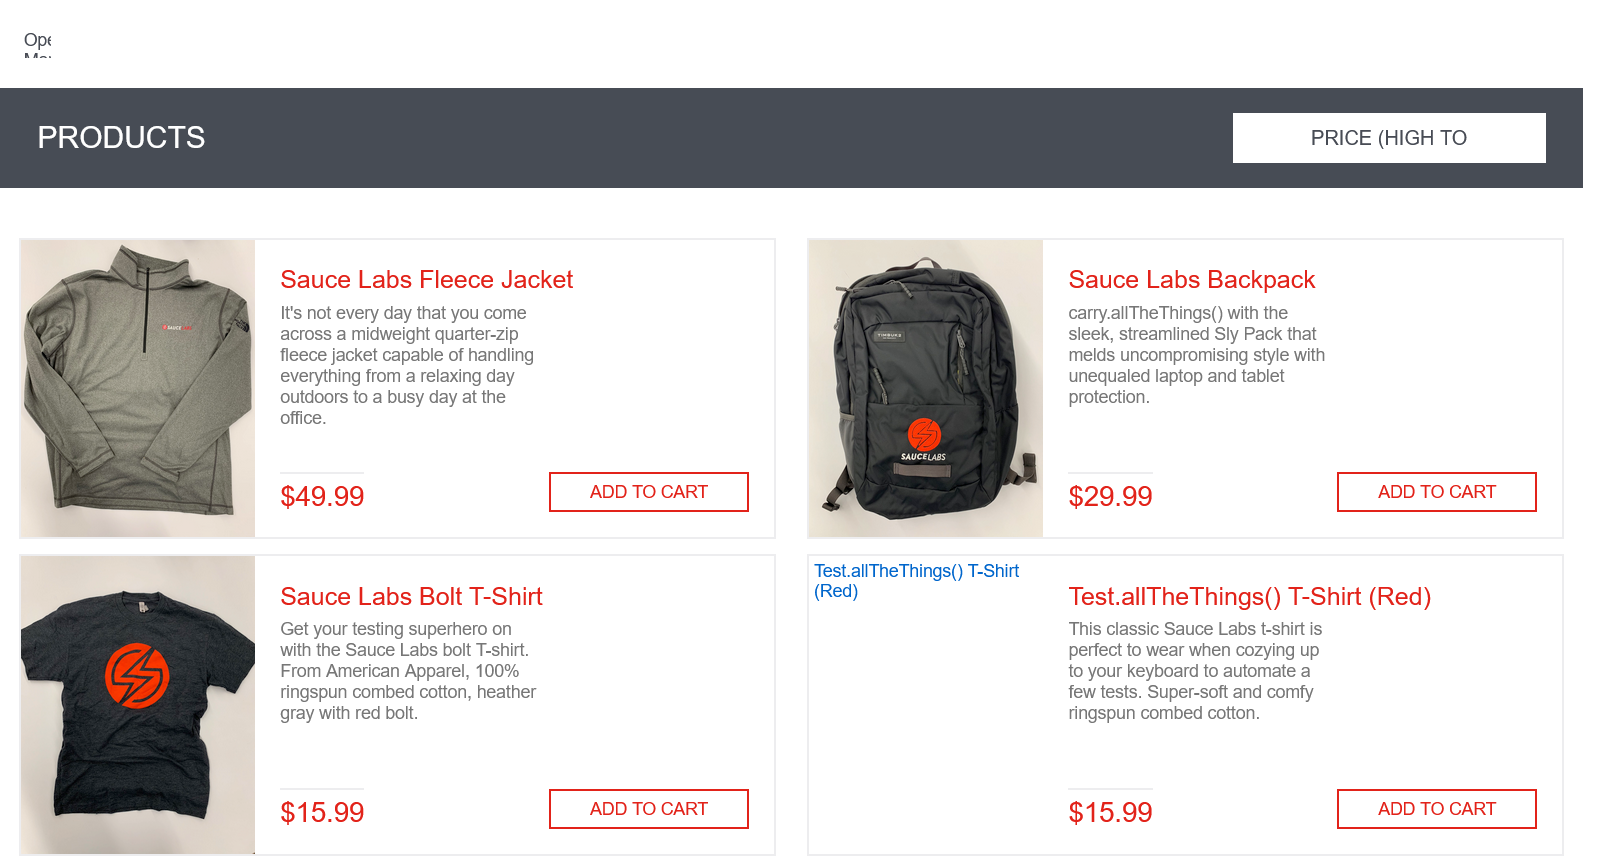 Ope
PRODUCTS
PRICE (HIGH TO
Sauce Labs Fleece Jacket
It's not every day that you come
across a midweight quarter-zip
fleece jacket capable of handling
everything from a relaxing day
outdoors to a busy day at the
office.
$49.99
ADD TO CART
SAUCE LABS
Sauce Labs Backpack
carry.allTheThings() with the
sleek, streamlined Sly Pack that
melds uncompromising style with
unequaled laptop and tablet
protection.
$29.99
ADD TO CART
TIMBUK2
SAUCELABS
Sauce Labs Bolt T-Shirt
Get your testing superhero on
with the Sauce Labs bolt T-shirt.
From American Apparel, 100%
ringspun combed cotton, heather
gray with red bolt.
$15.99
ADD TO CART
Test.allTheThings() T-Shirt
(Red)
Test.allTheThings() T-Shirt (Red)
This classic Sauce Labs t-shirt is
perfect to wear when cozying up
to your keyboard to automate a
few tests. Super-soft and comfy
ringspun combed cotton.
$15.99
ADD TO CART